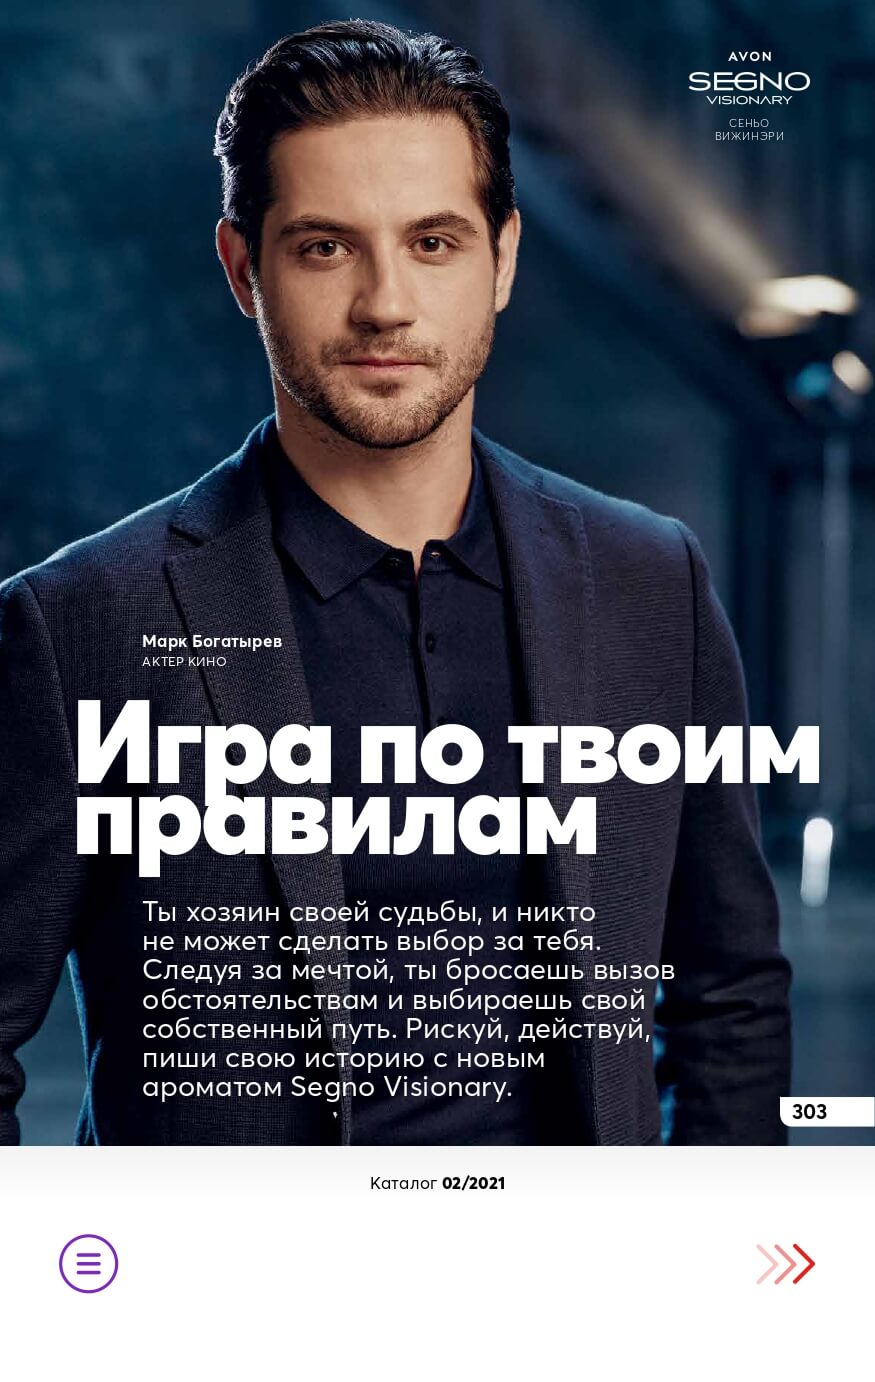 AVON
SEGNO
VISIONARY
СЕНЬО
ВИЖИНЭРИ
Марк Богатырев
АКТЕР КИНО
Игра по твоим
правилам
Ты хозяин своей судьбы, и никто
не может сделать выбор за тебя.
Следуя за мечтой, ты бросаешь вызов
обстоятельствам и выбираешь свой
собственный путь. Рискуй, действуй,
пиши свою историю с новым
ароматом Segno Visionary.
303
Каталог 02/2021